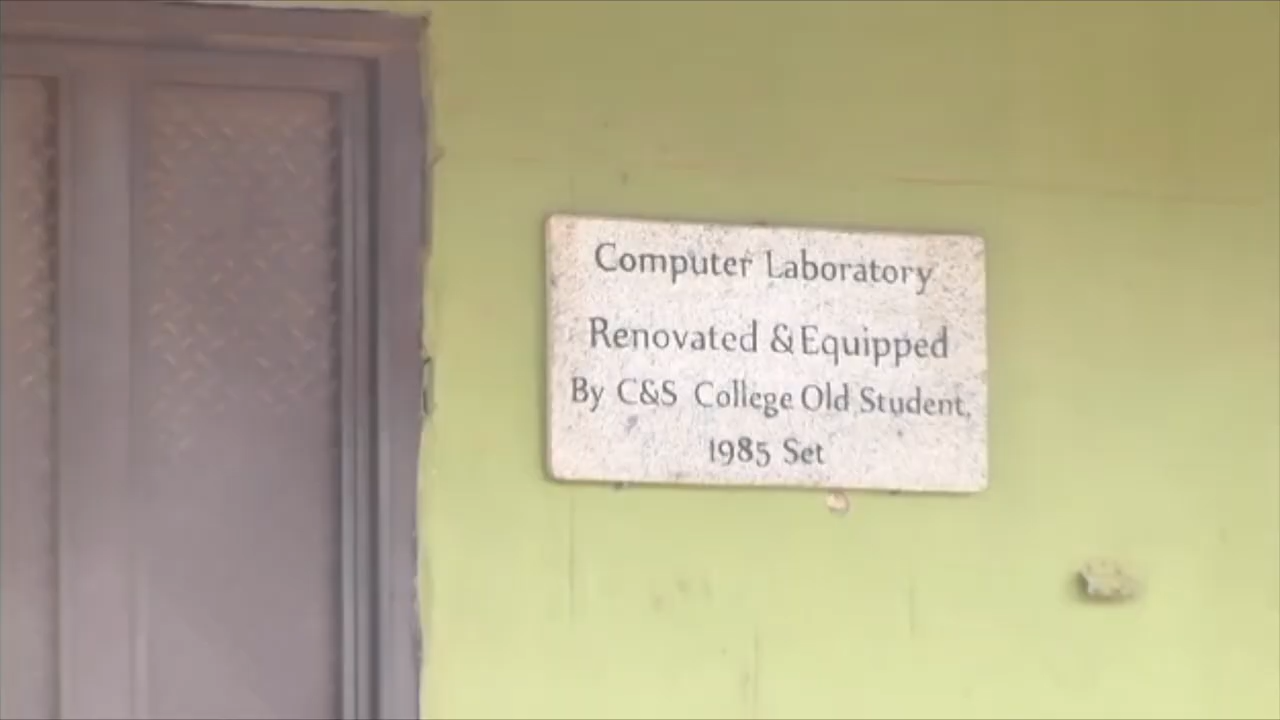 Computer Laboratory
Renovated & Equipped
By C&S College Old Student,
1985 Set